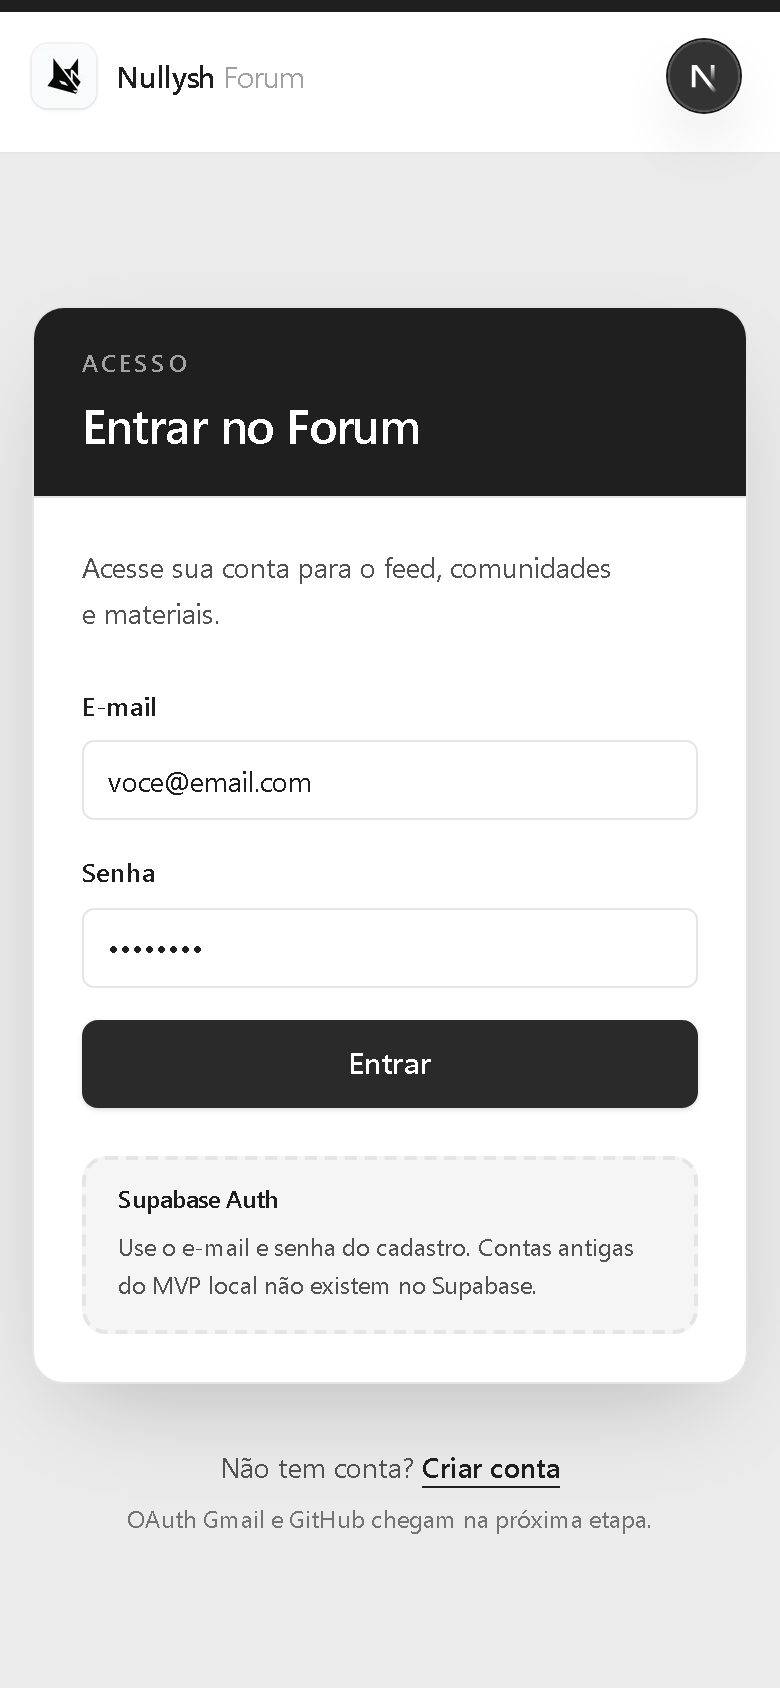 Nullysh Forum
N
ACESSO
Entrar no Forum
Acesse sua conta para o feed, comunidades
e materiais.
E-mail
voce@email.com
Senha
••••••••
Entrar
Supabase Auth
Use o e-mail e senha do cadastro. Contas antigas
do MVP local não existem no Supabase.
Não tem conta? Criar conta
OAuth Gmail e GitHub chegam na próxima etapa.